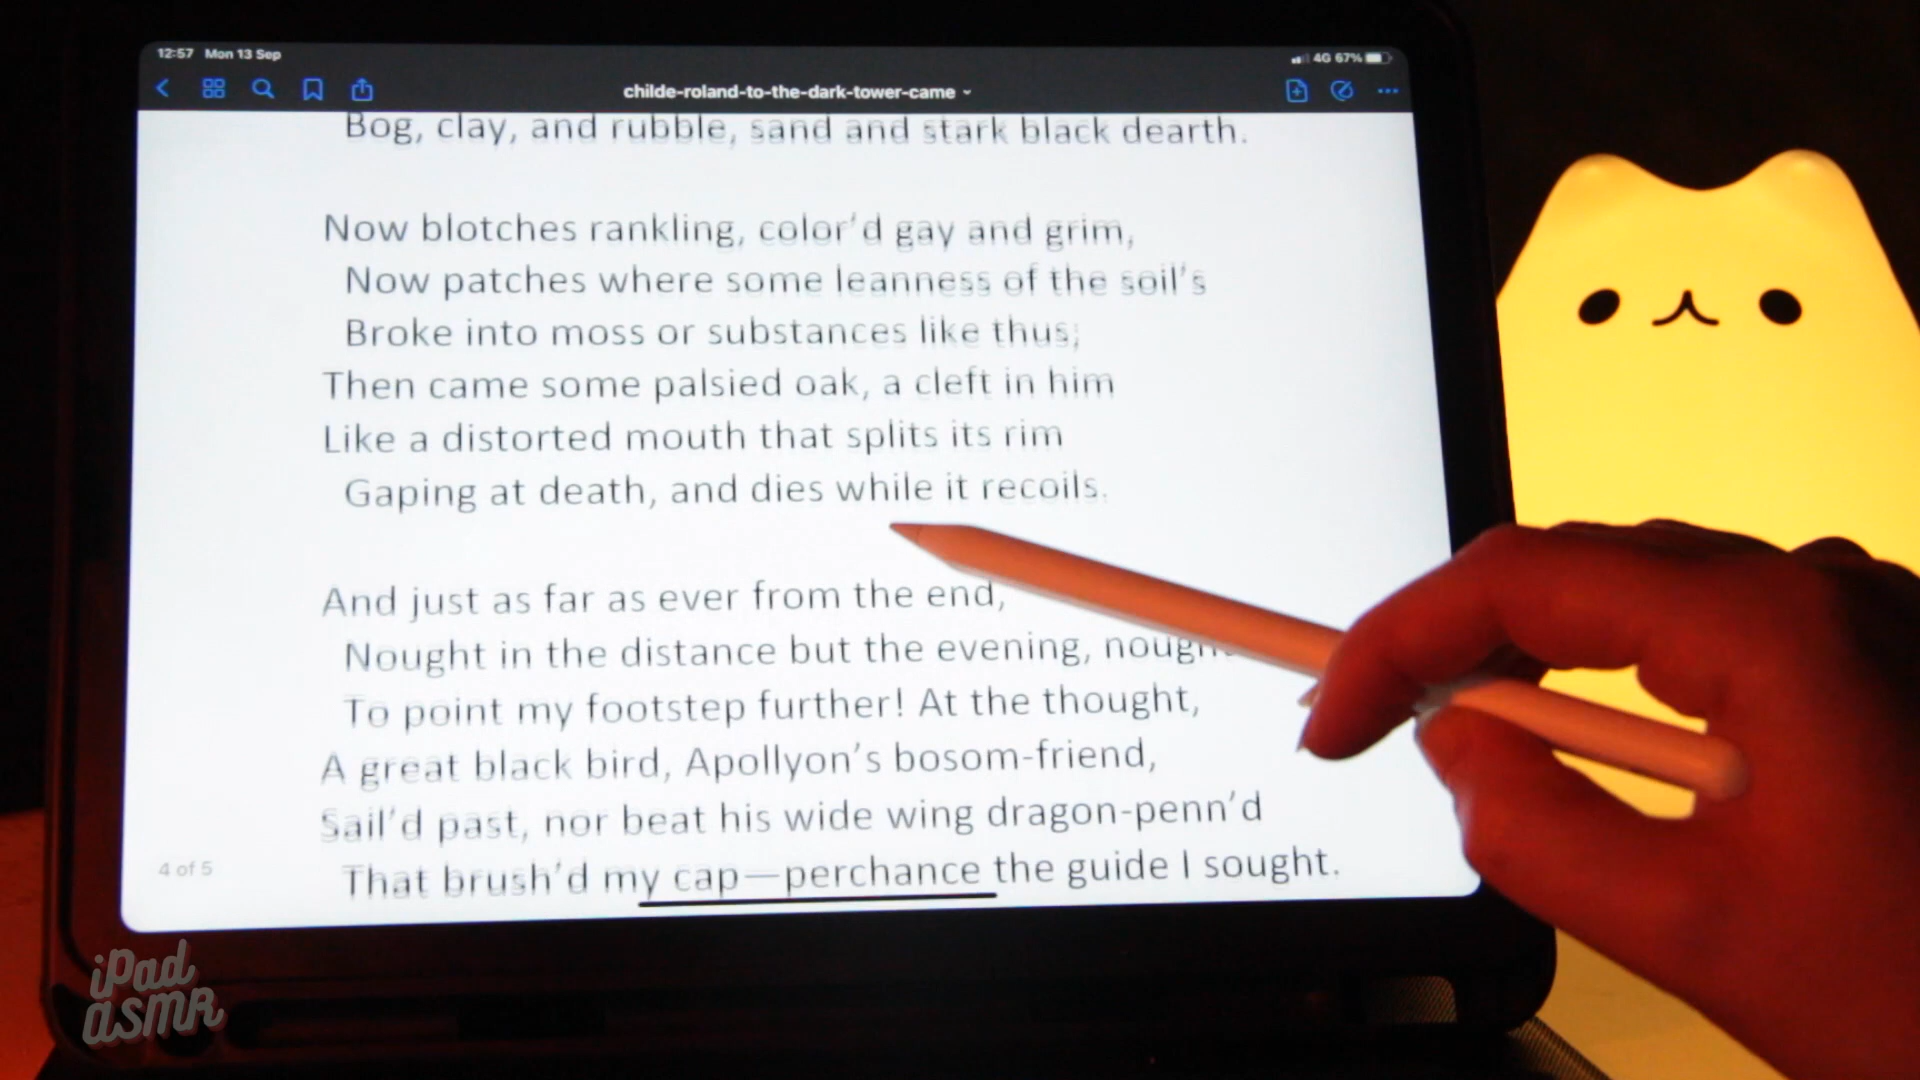 12:57 Mon 13 Sep
4G 67%
childe-roland-to-the-dark-tower-came
Bog, clay, and rubble, sand and stark black dearth.
Now blotches rankling, color'd gay and grim,
Now patches where some leanness of the soil's
Broke into moss or substances like thus;
Then came some palsied oak, a cleft in him
Like a distorted mouth that splits its rim
Gaping at death, and dies while it recoils.
And just as far as ever from the end,
Nought in the distance but the evening, nought
To point my footstep further! At the thought,
A great black bird, Apollyon’s bosom-friend,
Sail’d past, nor beat his wide wing dragon-penn’d
That brush’d my cap—perchance the guide I sought.
4 of 5
iPad
asmr